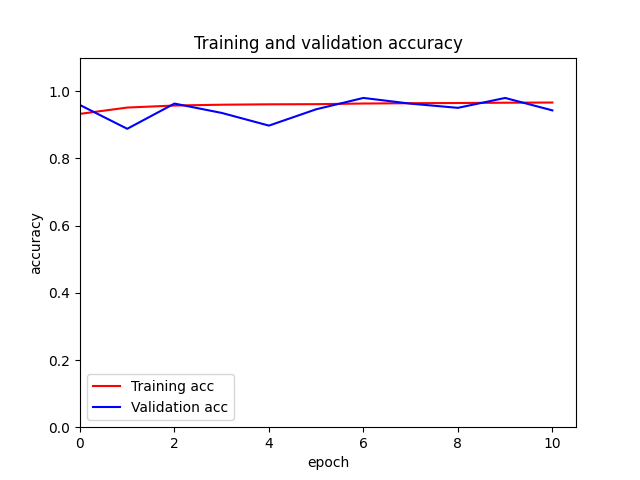 Training and validation accuracy
1.0
0.8
0.6
0.4
0.2
0.0
accuracy
Training acc
Validation acc
0 2 4 6 8 10
epoch